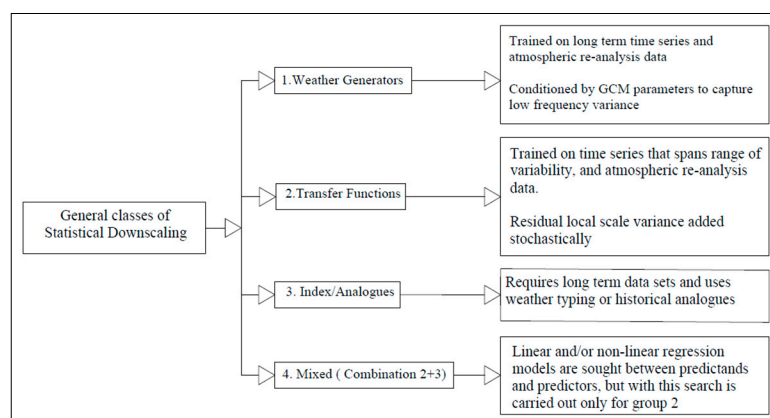 General classes of
Statistical Downscaling
1.Weather Generators
Trained on long term time series and
atmospheric re-analysis data
Conditioned by GCM parameters to capture
low frequency variance
2.Transfer Functions
Trained on time series that spans range of
variability, and atmospheric re-analysis
data.
Residual local scale variance added
stochastically
3. Index/Analogues
Requires long term data sets and uses
weather typing or historical analogues
4. Mixed ( Combination 2+3)
Linear and/or non-linear regression
models are sought between predictands
and predictors, but with this search is
carried out only for group 2